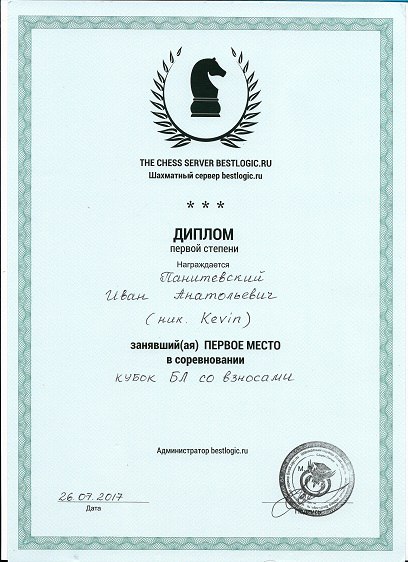 THE CHESS SERVER BESTLOGIC.RU
Шахматный сервер bestlogic.ru
* * *
ДИПЛОМ
первой степени
Награждается
Панитевский
Иван Анатольевич
(ник. Kevin)
занявший(ая) ПЕРВОЕ МЕСТО
в соревновании
кубок БЛ со взносами
Администратор bestlogic.ru
26.07.2017
Дата
Подпись